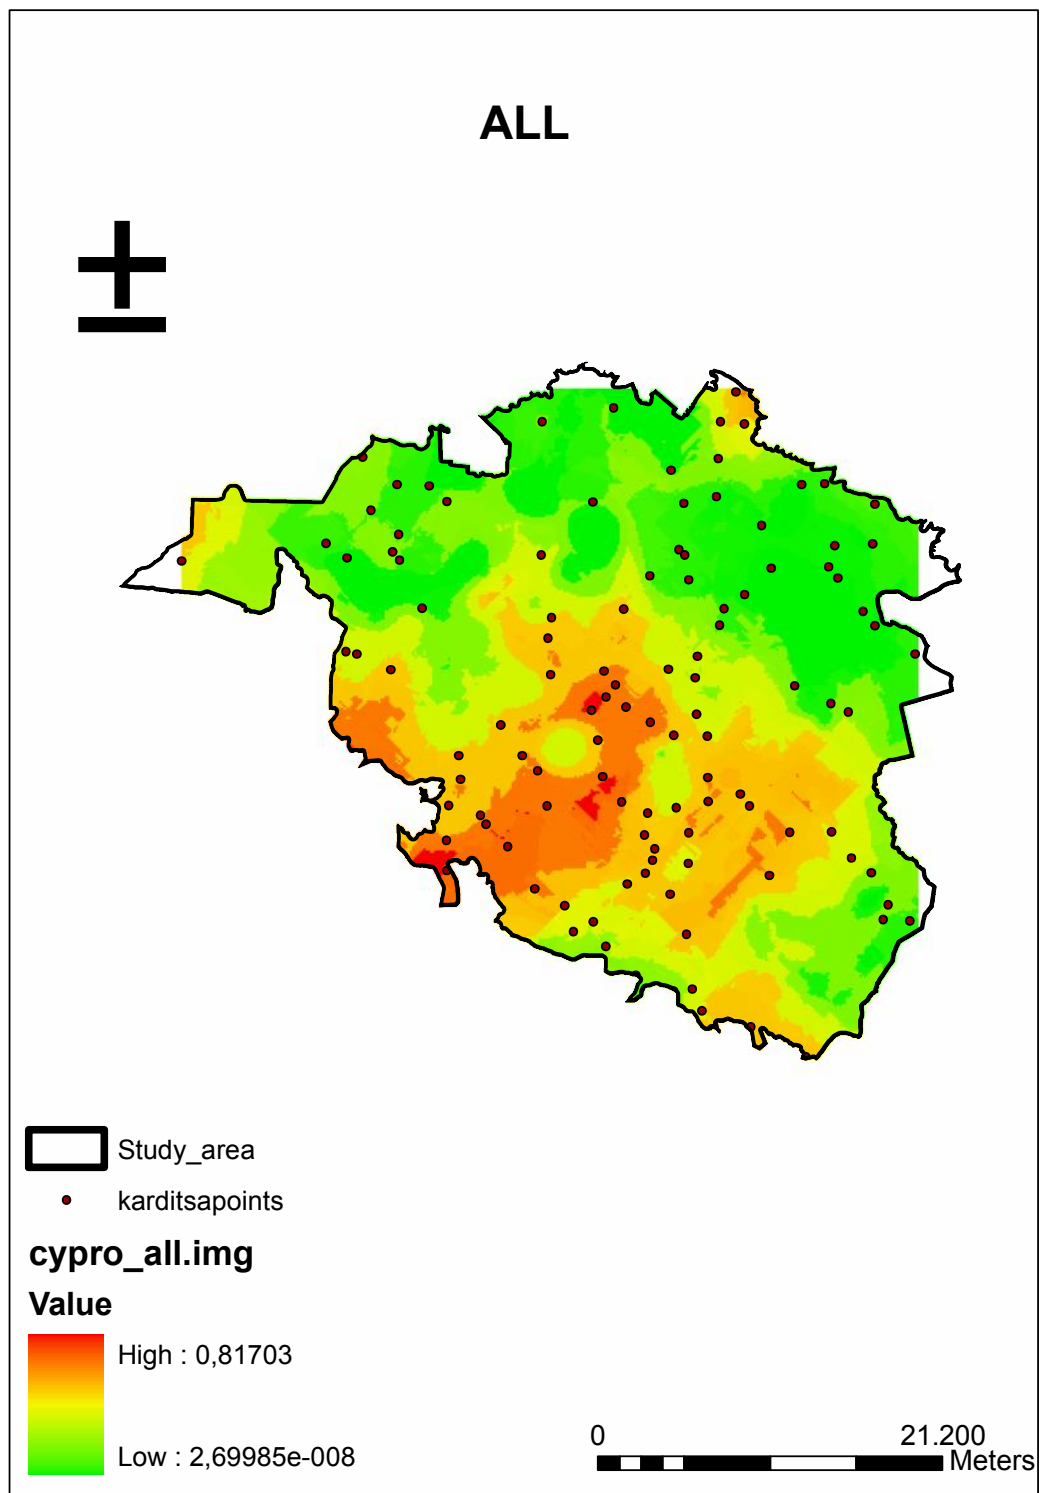 ALL
Study_area
karditsapoints
cypro_all.img
Value
High : 0,81703
Low : 2,69985e-008
0 21.200
Meters